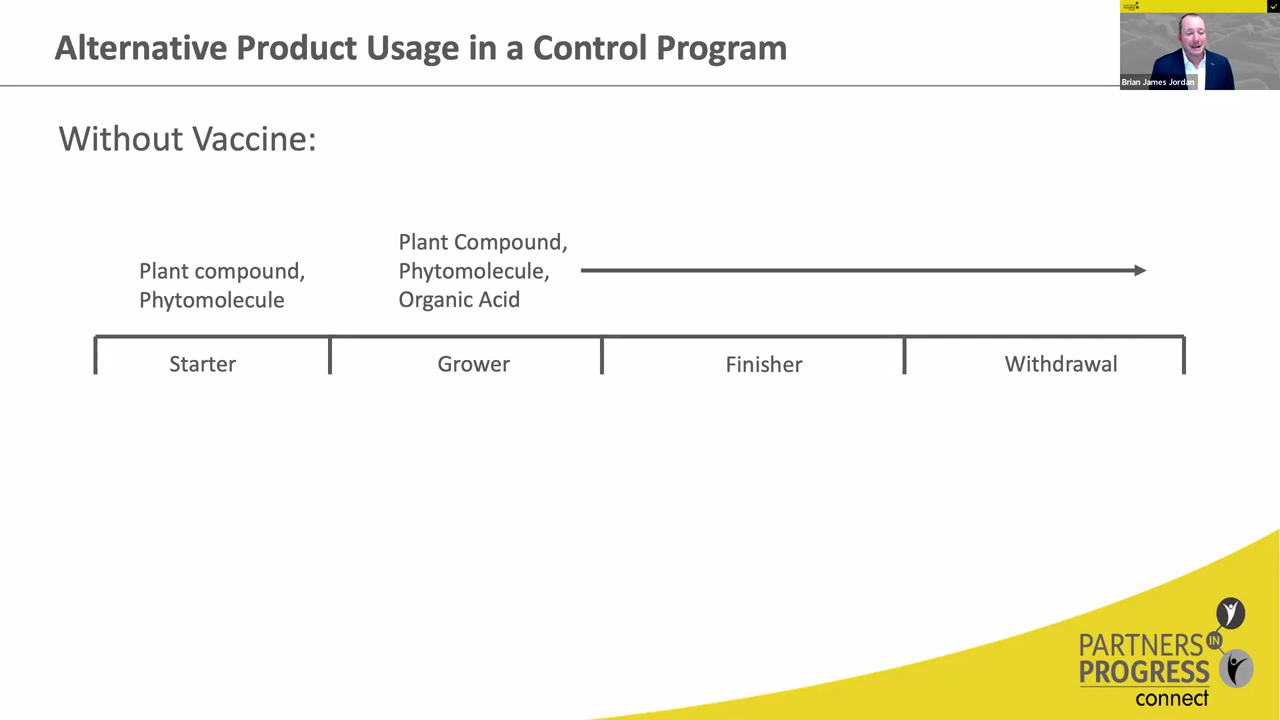 Alternative Product Usage in a Control Program
Brian James Jordan
Without Vaccine:
Plant compound,
Phytomolecule
Plant Compound,
Phytomolecule,
Organic Acid
Starter
Grower
Finisher
Withdrawal
PARTNERS IN
PROGRESS
connect